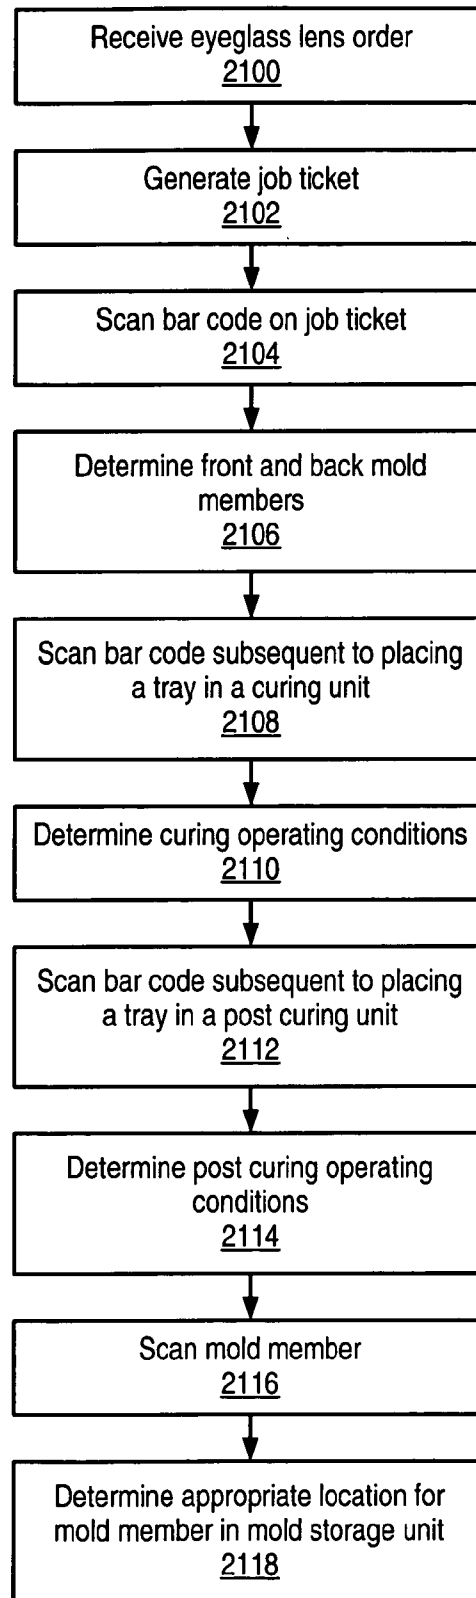 Receive eyeglass lens order
2100
Generate job ticket
2102
Scan bar code on job ticket
2104
Determine front and back mold
members
2106
Scan bar code subsequent to placing
a tray in a curing unit
2108
Determine curing operating conditions
2110
Scan bar code subsequent to placing
a tray in a post curing unit
2112
Determine post curing operating
conditions
2114
Scan mold member
2116
Determine appropriate location for
mold member in mold storage unit
2118